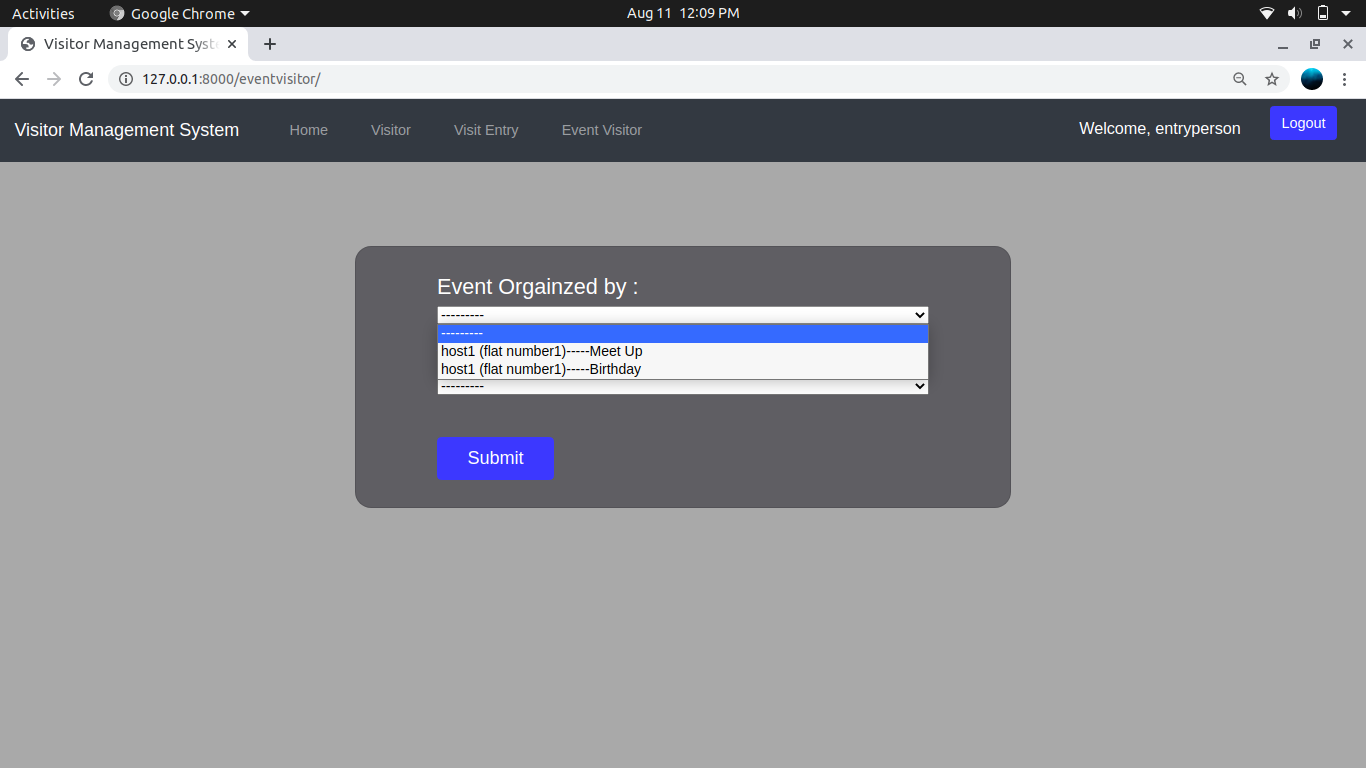 Activities Google Chrome Aug 11 12:09 PM
Visitor Management Syst
127.0.0.1:8000/eventvisitor/
Visitor Management System Home Visitor Visit Entry Event Visitor Welcome, entryperson Logout
Event Orgainzed by :
---------
---------
host1 (flat number1)-----Meet Up
host1 (flat number1)-----Birthday
---------
Submit